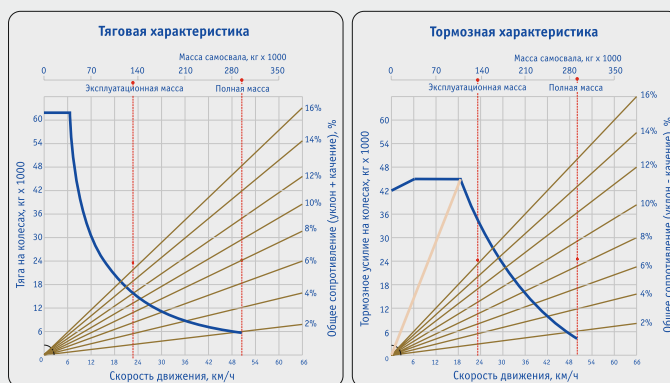 Тяговая характеристика
Масса самосвала, кг х 1000
0 70 140 210 280 350
Эксплуатационная масса Полная масса
Тяга на колесах, кг х 1000
60
54
48
42
36
30
24
18
12
6
0 6 12 18 24 30 36 42 48 54 60 66
Скорость движения, км/ч
16%
14%
12%
10%
8%
6%
4%
2%
Общее сопротивление (уклон + качение), %
Тормозная характеристика
Масса самосвала, кг х 1000
0 70 140 210 280 350
Эксплуатационная масса Полная масса
Тормозное усилие на колесах, кг х 1000
60
54
48
42
36
30
24
18
12
6
0 6 12 18 24 30 36 42 48 54 60 66
Скорость движения, км/ч
16%
14%
12%
10%
8%
6%
4%
2%
Общее сопротивление (уклон - качение), %